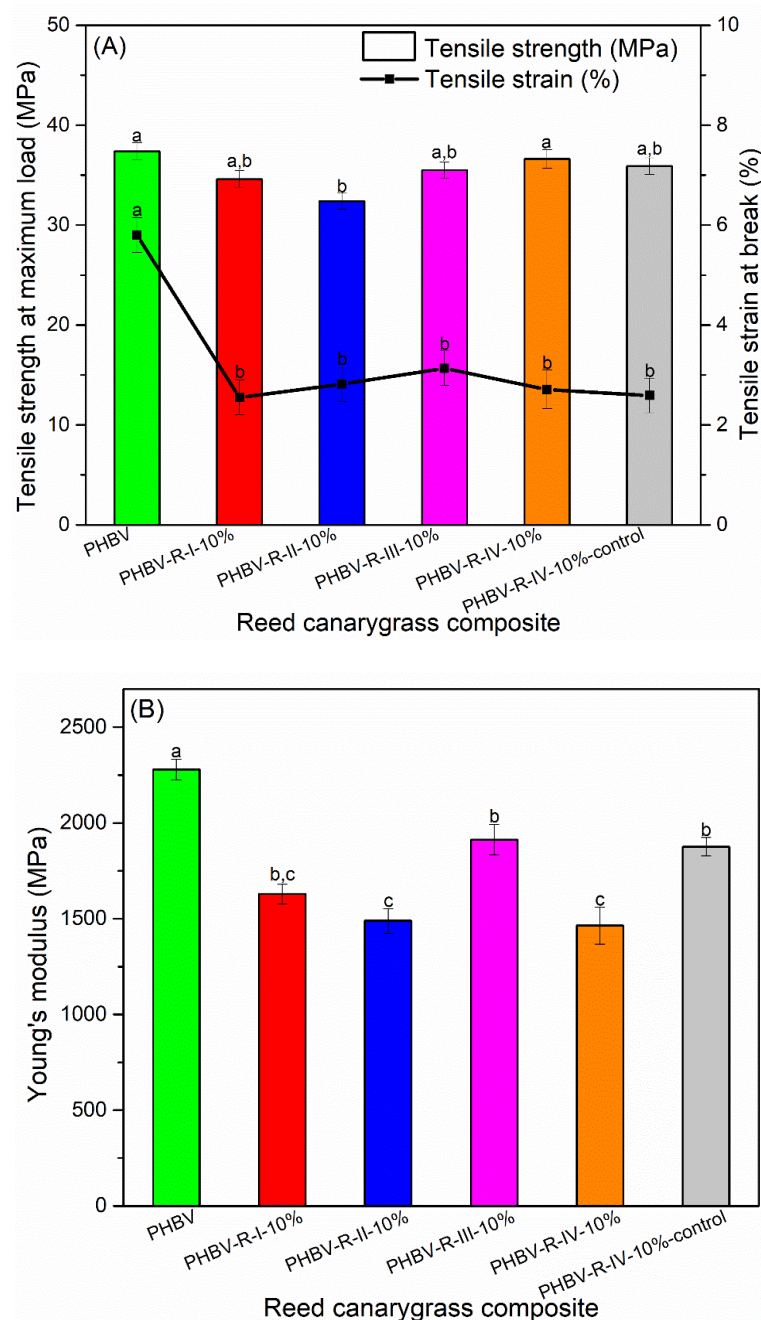 (A)
Tensile strength (MPa)
Tensile strain (%)
Tensile strength at maximum load (MPa)
50
40
30
20
10
0
Tensile strain at break (%)
10
8
6
4
2
0
a
a,b
b
a,b
a
a,b
a
b
b
b
b
b
PHBV
PHBV-R-I-10%
PHBV-R-II-10%
PHBV-R-III-10%
PHBV-R-IV-10%
PHBV-R-IV-10%-control
Reed canarygrass composite
(B)
Young's modulus (MPa)
2500
2000
1500
1000
500
0
a
b,c
c
b
c
b
PHBV
PHBV-R-I-10%
PHBV-R-II-10%
PHBV-R-III-10%
PHBV-R-IV-10%
PHBV-R-IV-10%-control
Reed canarygrass composite